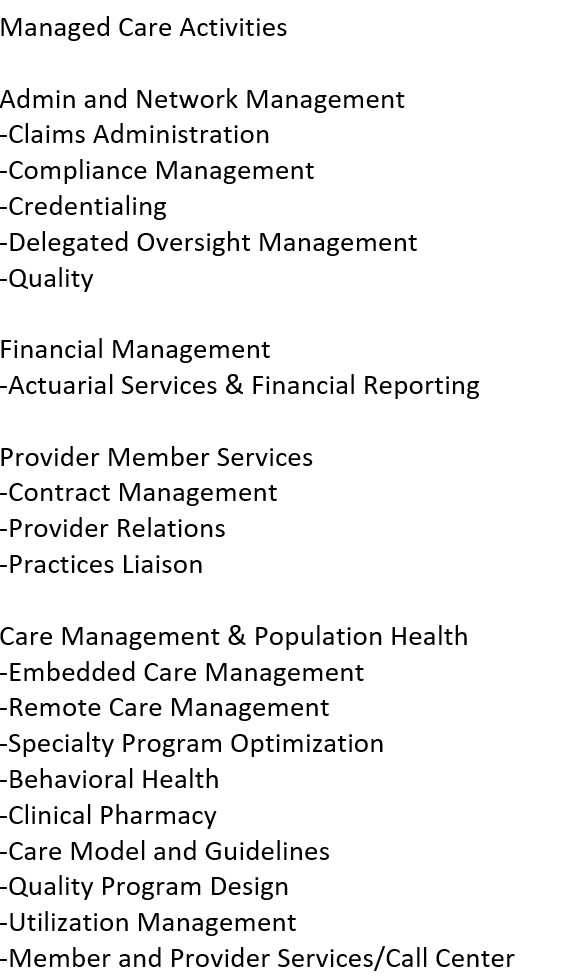 Managed Care Activities
Admin and Network Management
-Claims Administration
-Compliance Management
-Credentialing
-Delegated Oversight Management
-Quality
Financial Management
-Actuarial Services & Financial Reporting
Provider Member Services
-Contract Management
-Provider Relations
-Practices Liaison
Care Management & Population Health
-Embedded Care Management
-Remote Care Management
-Specialty Program Optimization
-Behavioral Health
-Clinical Pharmacy
-Care Model and Guidelines
-Quality Program Design
-Utilization Management
-Member and Provider Services/Call Center